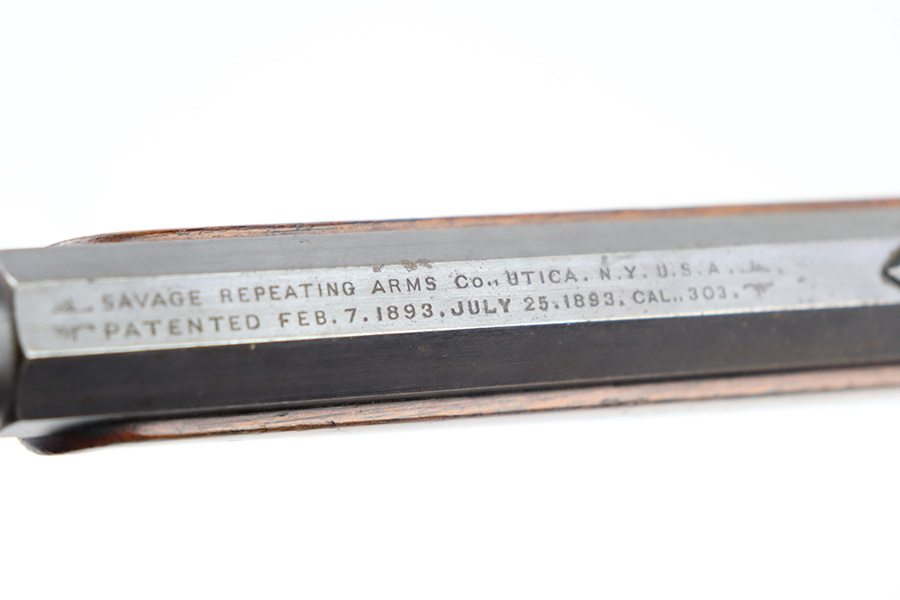 SAVAGE REPEATING ARMS Co., UTICA. N.Y. U.S.A.
PATENTED FEB. 7. 1893. JULY 25. 1893. CAL. .303.